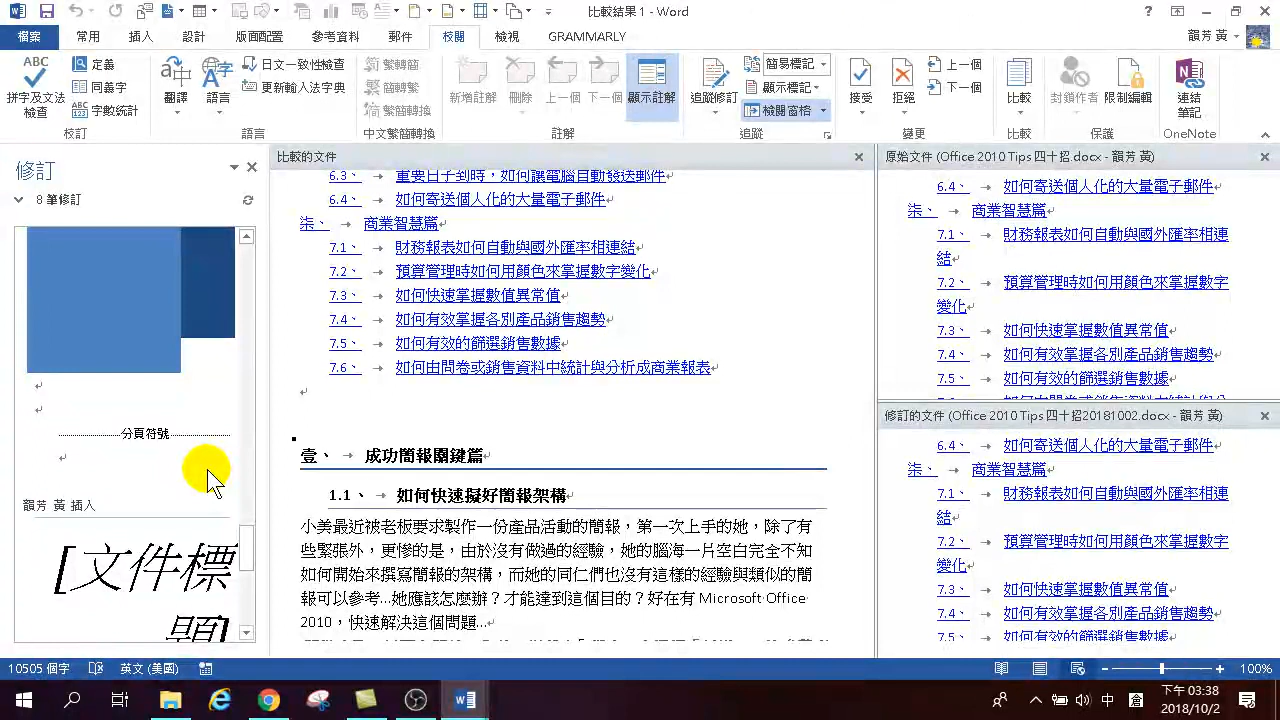 比較結果 1 - Word
韻芳 黃
檔案 常用 插入 設計 版面配置 參考資料 郵件 校閱 檢視 GRAMMARLY
拼字及文法檢查
定義
同義字
字數統計
校訂
翻譯
語言
日文一致性檢查
更新輸入法字典
語言
繁轉簡
簡轉繁
繁簡轉換
中文繁簡轉換
新增註解
刪除
上一個
下一個
顯示註解
註解
追蹤修訂
簡易標記
顯示標記
檢閱窗格
追蹤
接受
拒絕
上一個
下一個
變更
比較
比較
封鎖作者
限制編輯
保護
連結筆記
OneNote
修訂
8 筆修訂
分頁符號
韻芳 黃 插入
[文件標
題]
比較的文件
6.3、 → 重要日子到時，如何讓電腦自動發送郵件
6.4、 → 如何寄送個人化的大量電子郵件
柒、 → 商業智慧篇
7.1、 → 財務報表如何自動與國外匯率相連結
7.2、 → 預算管理時如何用顏色來掌握數字變化
7.3、 → 如何快速掌握數值異常值
7.4、 → 如何有效掌握各別產品銷售趨勢
7.5、 → 如何有效的篩選銷售數據
7.6、 → 如何由問卷或銷售資料中統計與分析成商業報表
壹、 → 成功簡報關鍵篇
1.1、 → 如何快速擬好簡報架構
小美最近被老板要求製作一份產品活動的簡報，第一次上手的她，除了有
些緊張外，更慘的是，由於沒有做過的經驗，她的腦海一片空白完全不知
如何開始來撰寫簡報的架構，而她的同仁們也沒有這樣的經驗與類似的簡
報可以參考...她應該怎麼辦？才能達到這個目的？好在有 Microsoft Office
2010，快速解決這個問題...
原始文件 (Office 2010 Tips 四十招.docx - 韻芳 黃)
6.4、 → 如何寄送個人化的大量電子郵件
柒、 → 商業智慧篇
7.1、 → 財務報表如何自動與國外匯率相連
結
7.2、 → 預算管理時如何用顏色來掌握數字
變化
7.3、 → 如何快速掌握數值異常值
7.4、 → 如何有效掌握各別產品銷售趨勢
7.5、 → 如何有效的篩選銷售數據
修訂的文件 (Office 2010 Tips 四十招20181002.docx - 韻芳 黃)
6.4、 → 如何寄送個人化的大量電子郵件
柒、 → 商業智慧篇
7.1、 → 財務報表如何自動與國外匯率相連
結
7.2、 → 預算管理時如何用顏色來掌握數字
變化
7.3、 → 如何快速掌握數值異常值
7.4、 → 如何有效掌握各別產品銷售趨勢
7.5、 → 如何有效的篩選銷售數據
10505 個字 英文 (美國) 100%
中
下午 03:38
2018/10/2